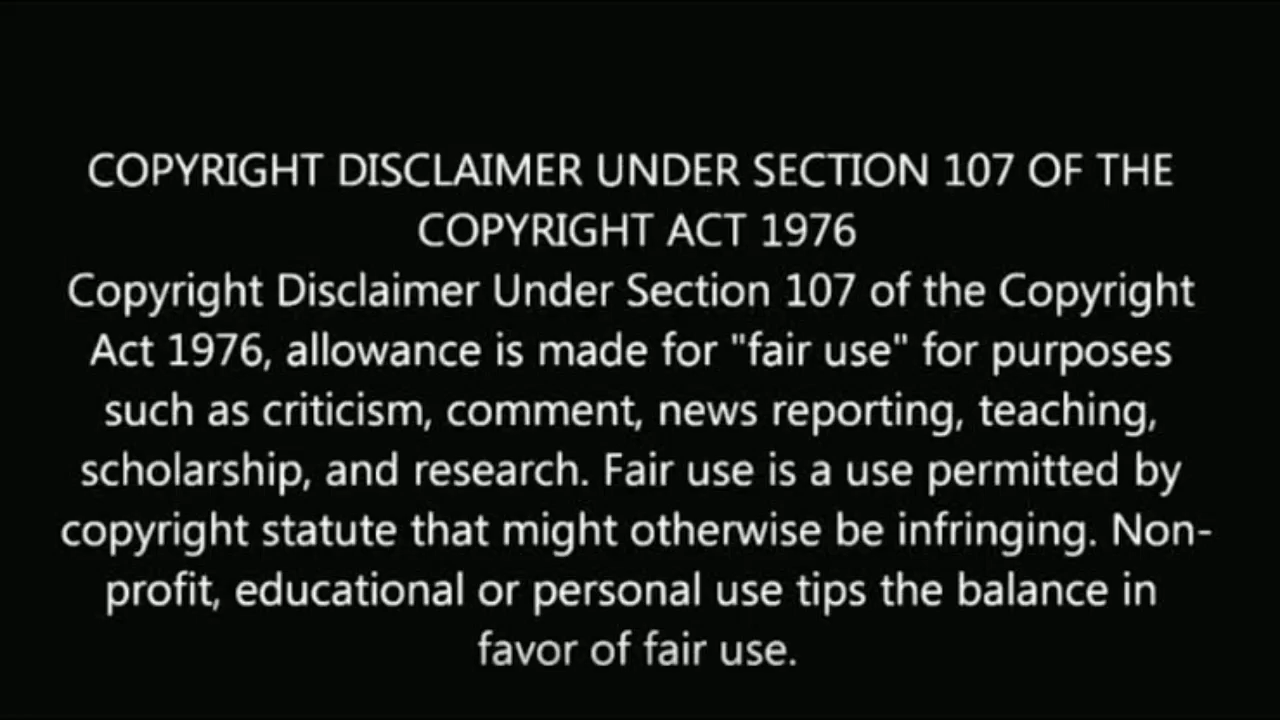 COPYRIGHT DISCLAIMER UNDER SECTION 107 OF THE
COPYRIGHT ACT 1976
Copyright Disclaimer Under Section 107 of the Copyright
Act 1976, allowance is made for "fair use" for purposes
such as criticism, comment, news reporting, teaching,
scholarship, and research. Fair use is a use permitted by
copyright statute that might otherwise be infringing. Non-
profit, educational or personal use tips the balance in
favor of fair use.